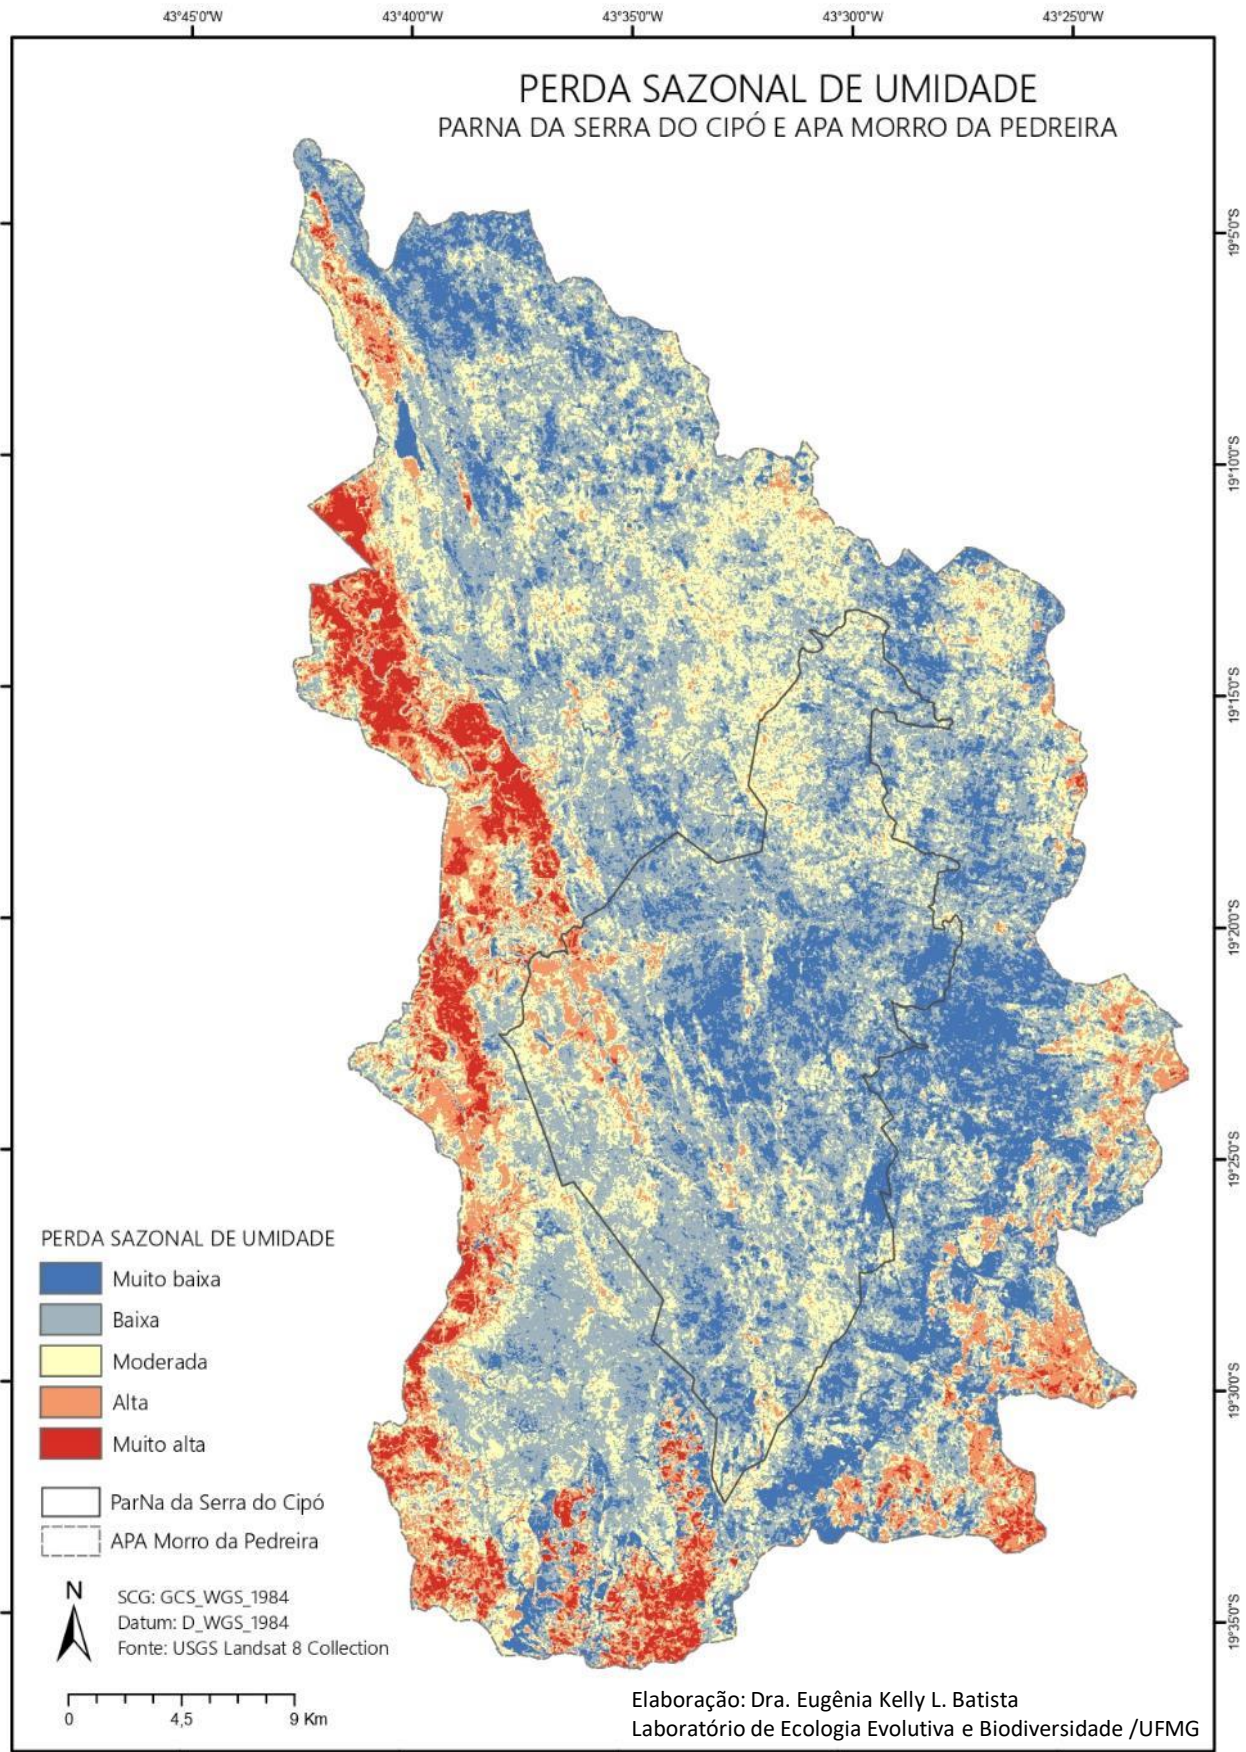 43°45'0"W 43°40'0"W 43°35'0"W 43°30'0"W 43°25'0"W
PERDA SAZONAL DE UMIDADE
PARNA DA SERRA DO CIPÓ E APA MORRO DA PEDREIRA
19°5'0"S
19°10'0"S
19°15'0"S
19°20'0"S
19°25'0"S
19°30'0"S
19°35'0"S
PERDA SAZONAL DE UMIDADE
Muito baixa
Baixa
Moderada
Alta
Muito alta
ParNa da Serra do Cipó
APA Morro da Pedreira
N
SCG: GCS_WGS_1984
Datum: D_WGS_1984
Fonte: USGS Landsat 8 Collection
0 4,5 9 Km
Elaboração: Dra. Eugênia Kelly L. Batista
Laboratório de Ecologia Evolutiva e Biodiversidade /UFMG